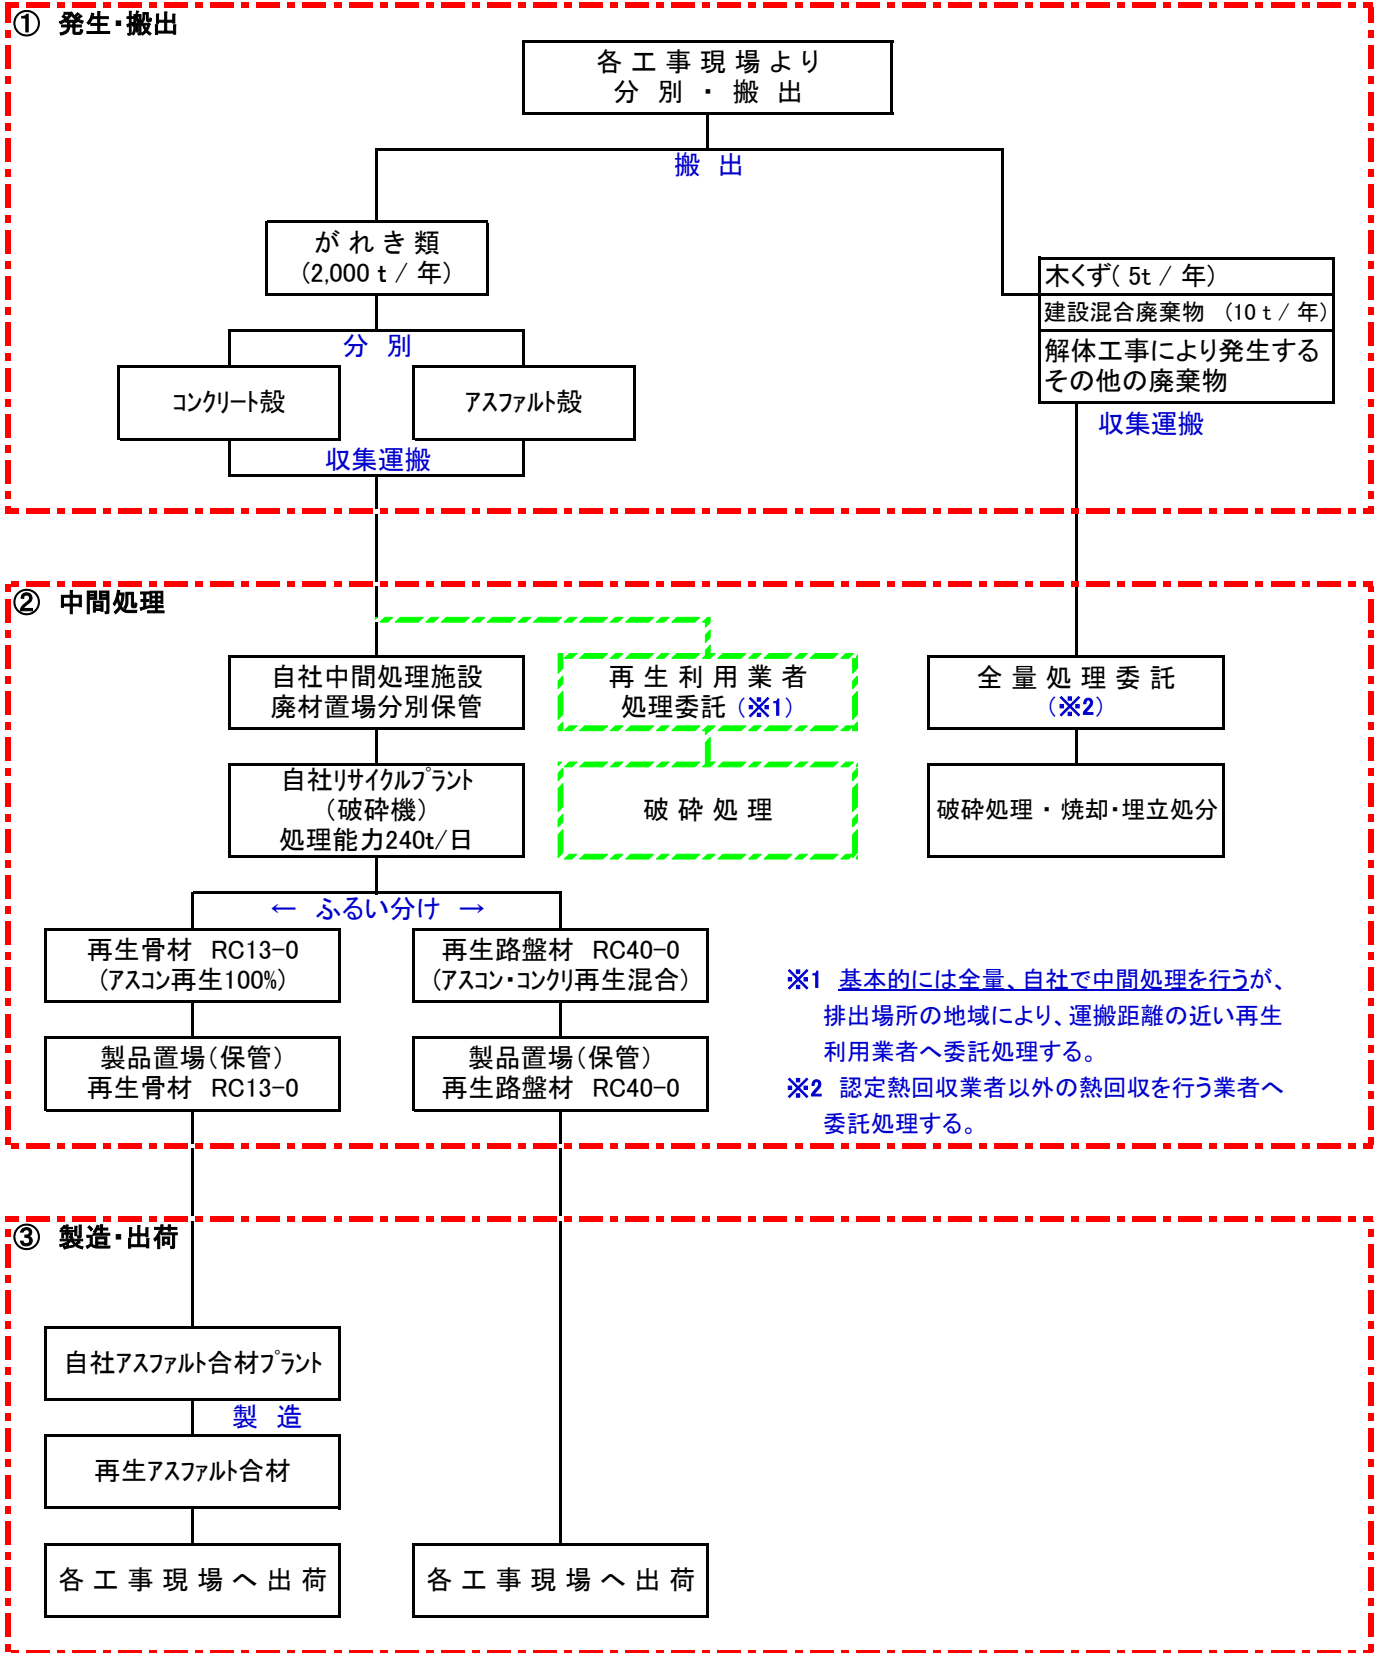 ① 発生・搬出
各工事現場より
分別・搬出
搬出
がれき類
(2,000 t / 年)
木くず( 5t / 年)
建設混合廃棄物 (10 t / 年)
解体工事により発生する
その他の廃棄物
分別
コンクリート殻
アスファルト殻
収集運搬
収集運搬
② 中間処理
自社中間処理施設
廃材置場分別保管
再生利用業者
処理委託(※1)
全量処理委託
(※2)
自社リサイクルプラント
(破砕機)
処理能力240t/日
破砕処理
破砕処理・焼却・埋立処分
← ふるい分け →
再生骨材 RC13-0
(アスコン再生100%)
再生路盤材 RC40-0
(アスコン・コンクリ再生混合)
製品置場(保管)
再生骨材 RC13-0
製品置場(保管)
再生路盤材 RC40-0
※1 基本的には全量、自社で中間処理を行うが、
排出場所の地域により、運搬距離の近い再生
利用業者へ委託処理する。
※2 認定熱回収業者以外の熱回収を行う業者へ
委託処理する。
③ 製造・出荷
自社アスファルト合材プラント
製造
再生アスファルト合材
各工事現場へ出荷
各工事現場へ出荷